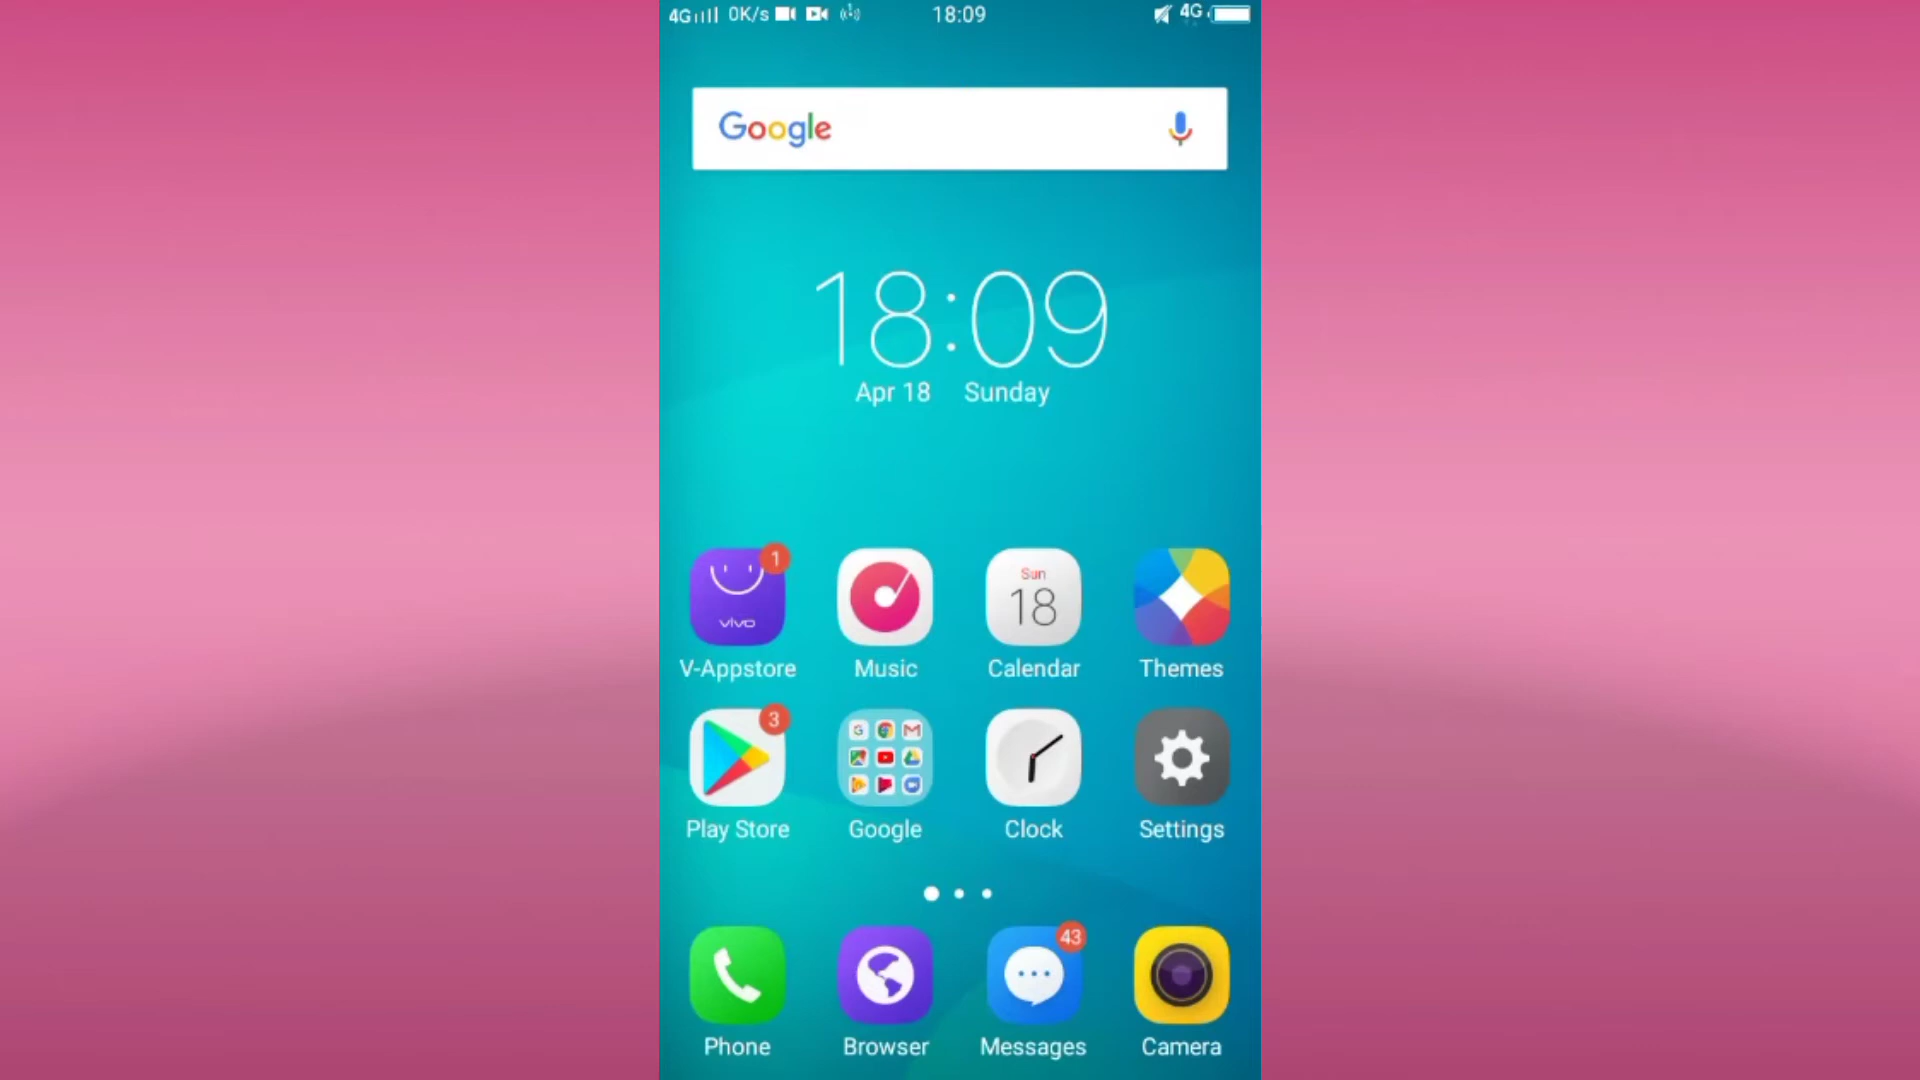 4G 0K/s 18:09 4G
Google
18:09
Apr 18 Sunday
1
vivo
Sun
18
V-Appstore Music Calendar Themes
3
Play Store Google Clock Settings
43
Phone Browser Messages Camera